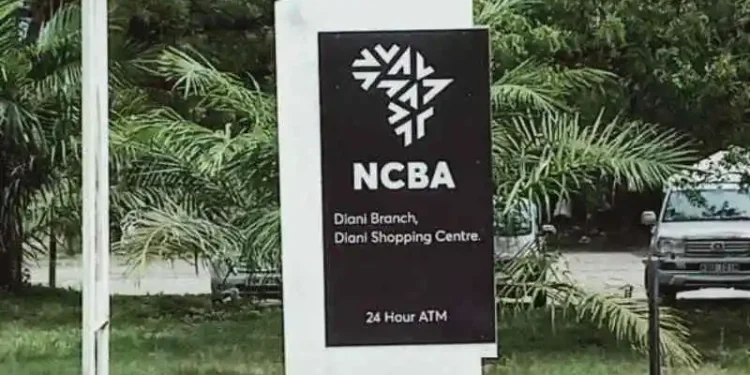 NCBA
Diani Branch,
Diani Shopping Centre.
24 Hour ATM